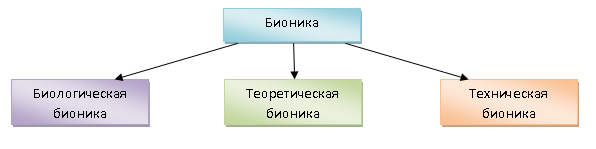 Бионика
Биологическая
бионика
Теоретическая
бионика
Техническая
бионика